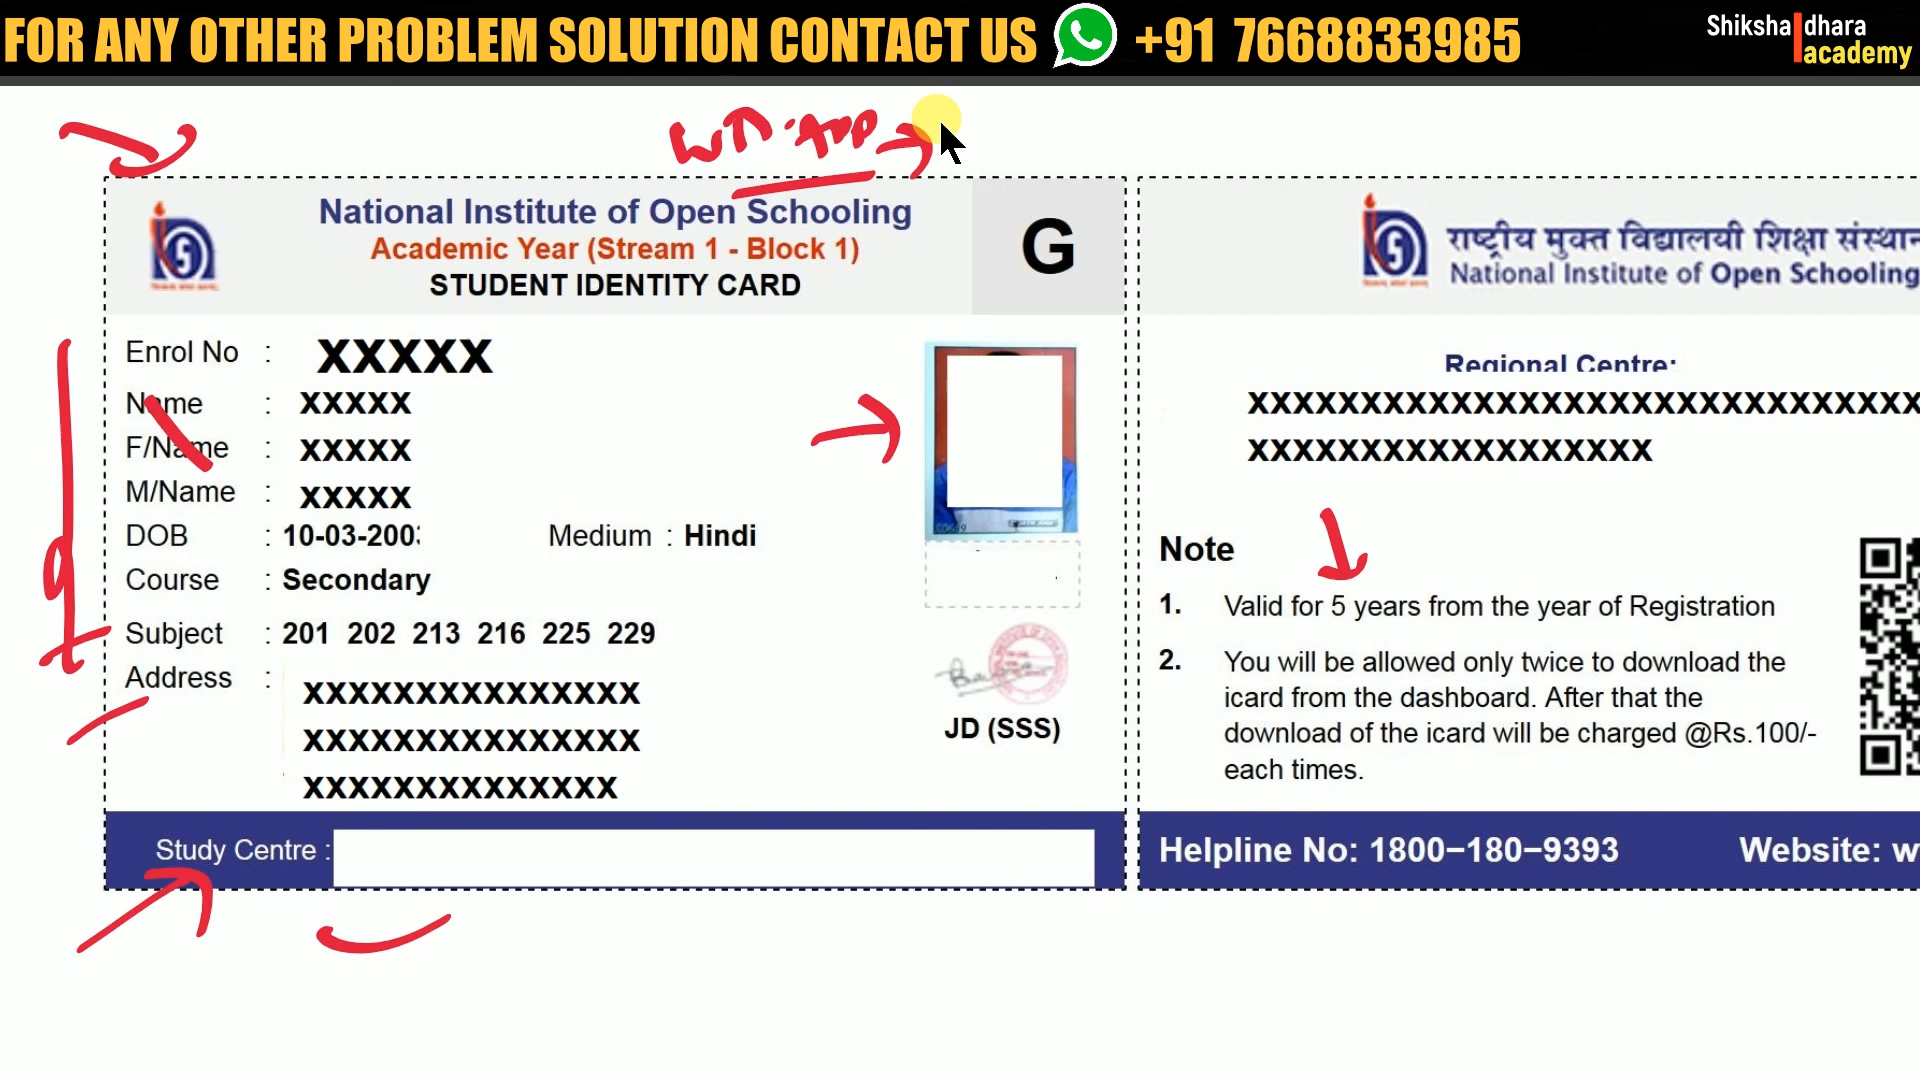 FOR ANY OTHER PROBLEM SOLUTION CONTACT US +91 7668833985
Shiksha dhara
academy
National Institute of Open Schooling
Academic Year (Stream 1 - Block 1)
STUDENT IDENTITY CARD
G
Enrol No : XXXXX
Name : XXXXX
F/Name : XXXXX
M/Name : XXXXX
DOB : 10-03-200
Medium : Hindi
Course : Secondary
Subject : 201 202 213 216 225 229
Address :
XXXXXXXXXXXXXXX
XXXXXXXXXXXXXXX
XXXXXXXXXXXXXX
JD (SSS)
Study Centre :
राष्ट्रीय मुक्त विद्यालयी शिक्षा संस्थान
National Institute of Open Schooling
Regional Centre:
XXXXXXXXXXXXXXXXXXXXXXXXXXXXXX
XXXXXXXXXXXXXXXXXX
Note
1. Valid for 5 years from the year of Registration
2. You will be allowed only twice to download the
icard from the dashboard. After that the
download of the icard will be charged @Rs.100/-
each times.
Helpline No: 1800-180-9393
Website: w